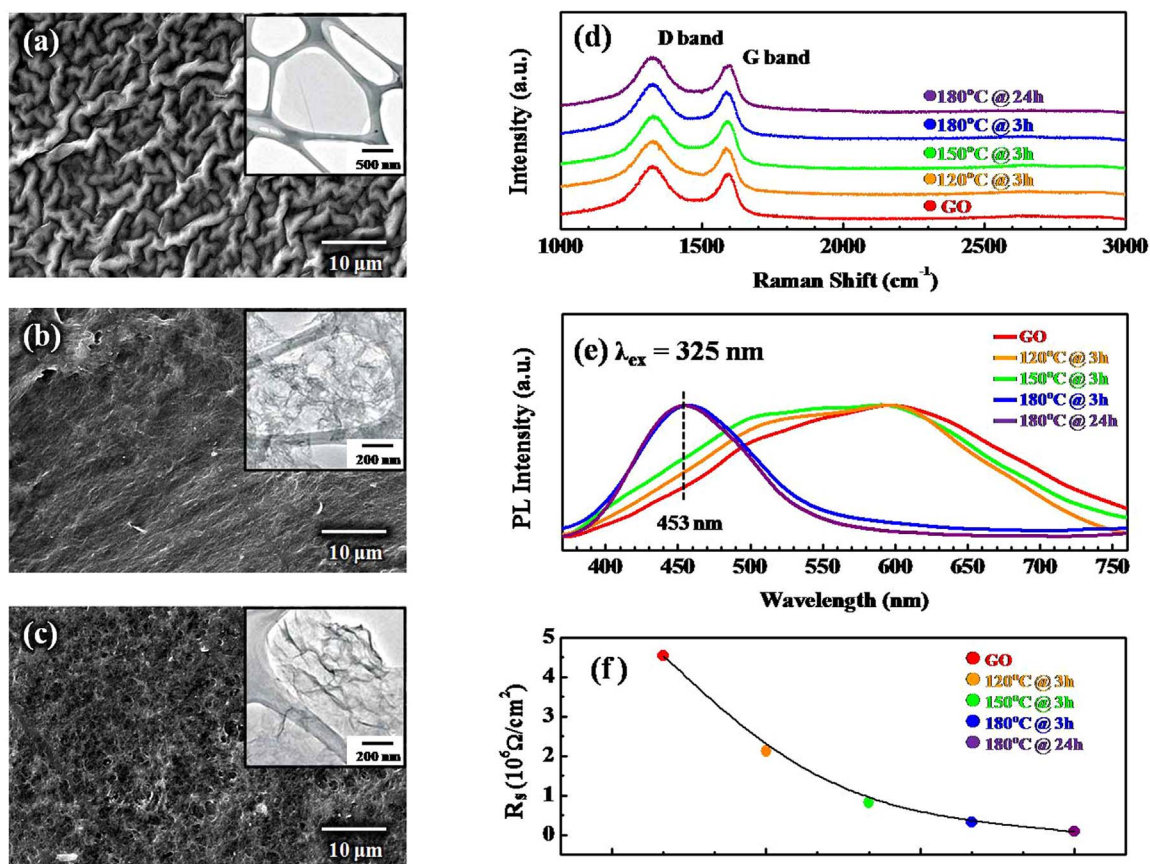 (a)
500 nm
10 µm
(b)
200 nm
10 µm
(c)
200 nm
10 µm
(d)
D band
G band
180°C @ 24h
180°C @ 3h
150°C @ 3h
120°C @ 3h
GO
Intensity (a.u.)
1000 1500 2000 2500 3000
Raman Shift (cm⁻¹)
(e) λex = 325 nm
GO
120°C @ 3h
150°C @ 3h
180°C @ 3h
180°C @ 24h
453 nm
PL Intensity (a.u.)
400 450 500 550 600 650 700 750
Wavelength (nm)
(f)
GO
120°C @ 3h
150°C @ 3h
180°C @ 3h
180°C @ 24h
Rs (10⁶Ω/cm²)
5
4
3
2
1
0